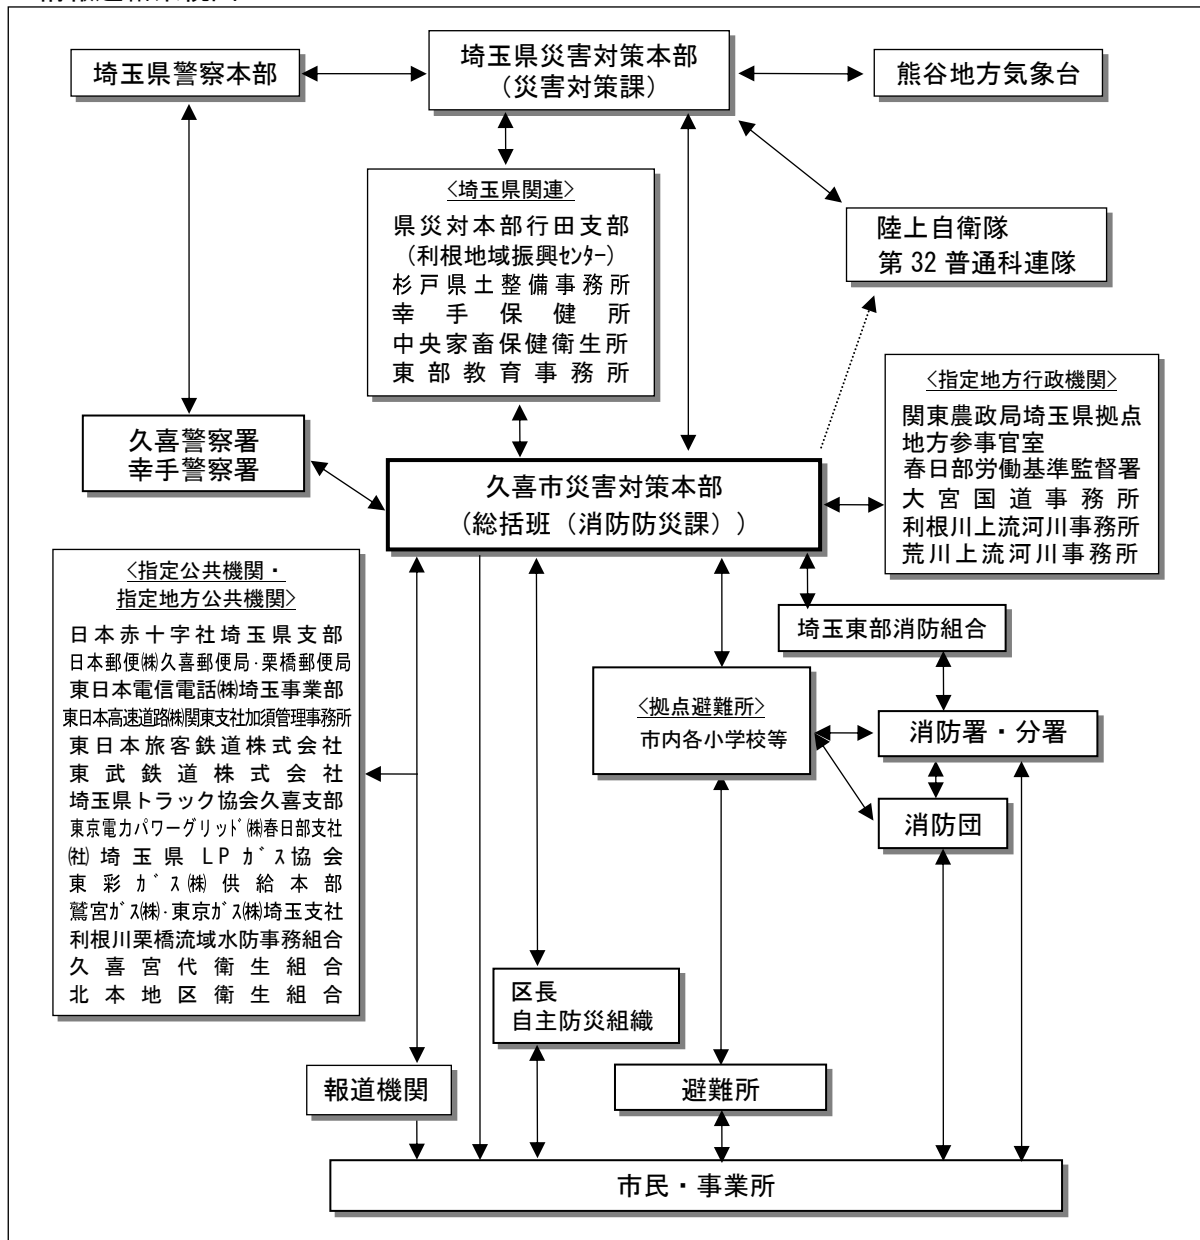 埼玉県警察本部
埼玉県災害対策本部
（災害対策課）
熊谷地方気象台
<埼玉県関連>
県災対本部行田支部
（利根地域振興ｾﾝﾀｰ）
杉戸県土整備事務所
幸手保健所
中央家畜保健衛生所
東部教育事務所
陸上自衛隊
第32普通科連隊
久喜警察署
幸手警察署
久喜市災害対策本部
（総括班（消防防災課））
<指定地方行政機関>
関東農政局埼玉県拠点
地方参事官室
春日部労働基準監督署
大宮国道事務所
利根川上流河川事務所
荒川上流河川事務所
<指定公共機関・
指定地方公共機関>
日本赤十字社埼玉県支部
日本郵便㈱久喜郵便局･栗橋郵便局
東日本電信電話㈱埼玉事業部
東日本高速道路㈱関東支社加須管理事務所
東日本旅客鉄道株式会社
東武鉄道株式会社
埼玉県トラック協会久喜支部
東京電力パワーグリッド㈱春日部支社
㈳埼玉県LPｶﾞｽ協会
東彩ｶﾞｽ㈱供給本部
鷲宮ｶﾞｽ㈱･東京ｶﾞｽ㈱埼玉支社
利根川栗橋流域水防事務組合
久喜宮代衛生組合
北本地区衛生組合
埼玉東部消防組合
<拠点避難所>
市内各小学校等
消防署・分署
消防団
区長
自主防災組織
報道機関
避難所
市民・事業所